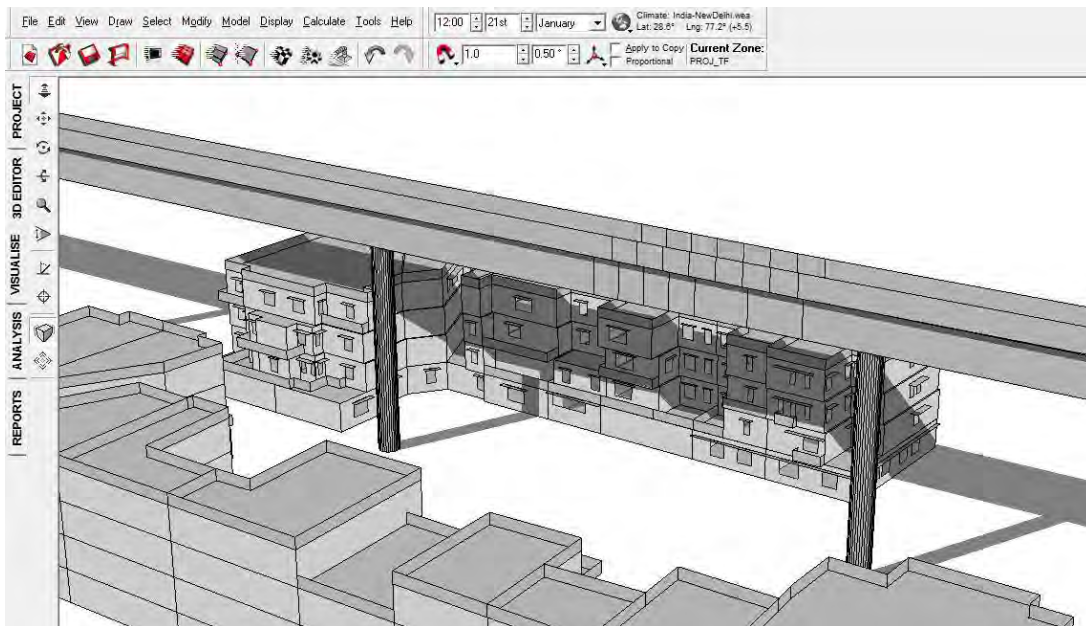 File Edit View Draw Select Modify Model Display Calculate Tools Help
12:00 21st January
Climate: India-NewDelhi.wea
Lat: 28.6° Lng: 77.2° (+5.5)
1.0 0.50 °
Apply to Copy
Proportional
Current Zone:
PROJ_TF
PROJECT
3D EDITOR
VISUALISE
ANALYSIS
REPORTS